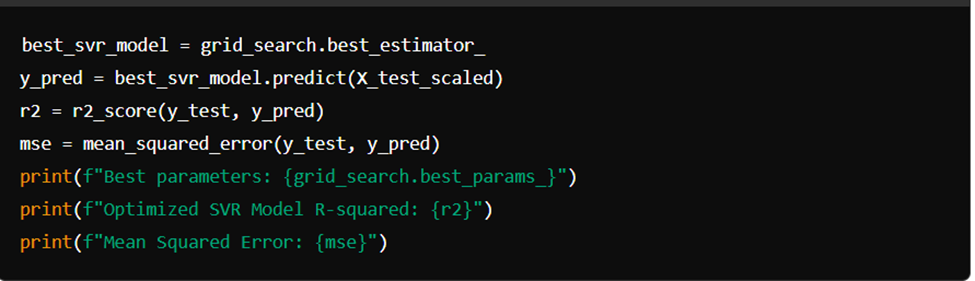 best_svr_model = grid_search.best_estimator_
y_pred = best_svr_model.predict(X_test_scaled)
r2 = r2_score(y_test, y_pred)
mse = mean_squared_error(y_test, y_pred)
print(f"Best parameters: {grid_search.best_params_}")
print(f"Optimized SVR Model R-squared: {r2}")
print(f"Mean Squared Error: {mse}")